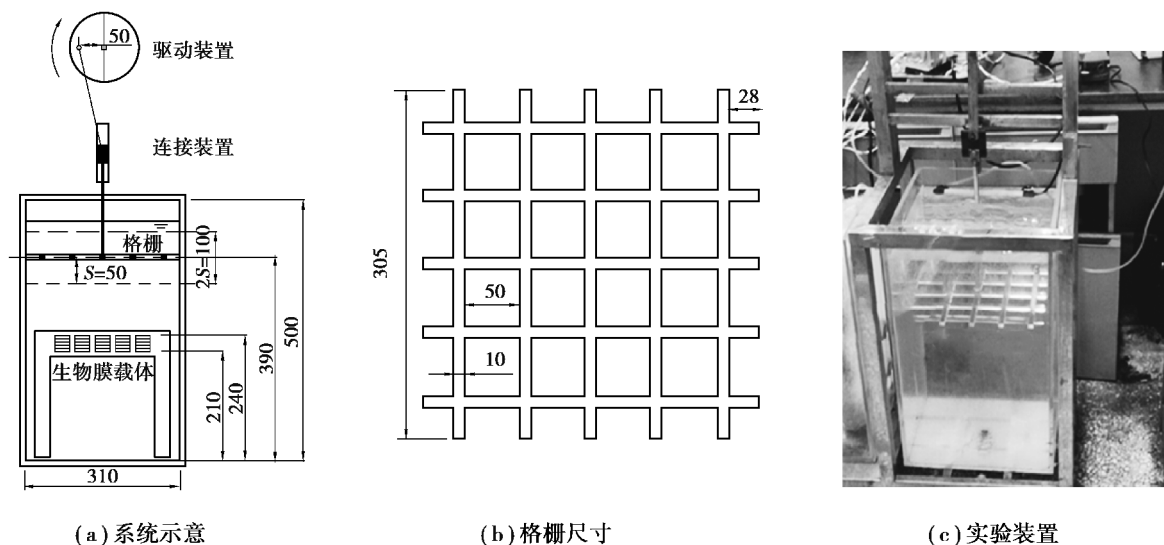 50
驱动装置
连接装置
格栅
S=50
2S=100
生物膜载体
210
240
390
500
310
28
305
50
10
(a)系统示意
(b)格栅尺寸
(c)实验装置